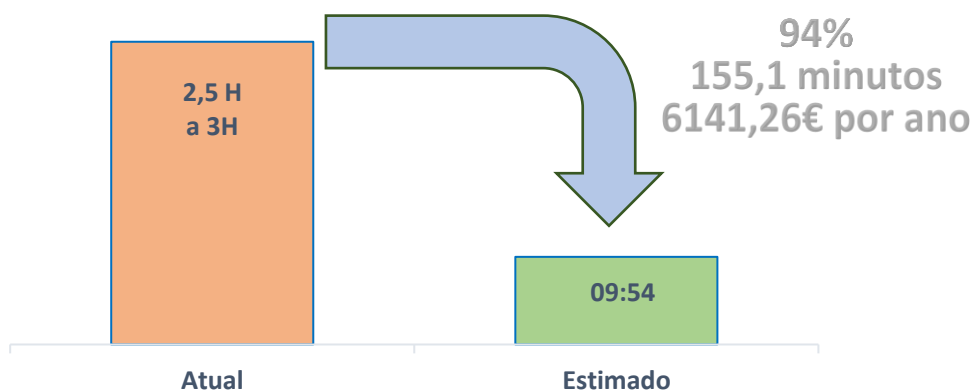 94%
155,1 minutos
6141,26€ por ano
2,5 H
a 3H
09:54
Atual
Estimado